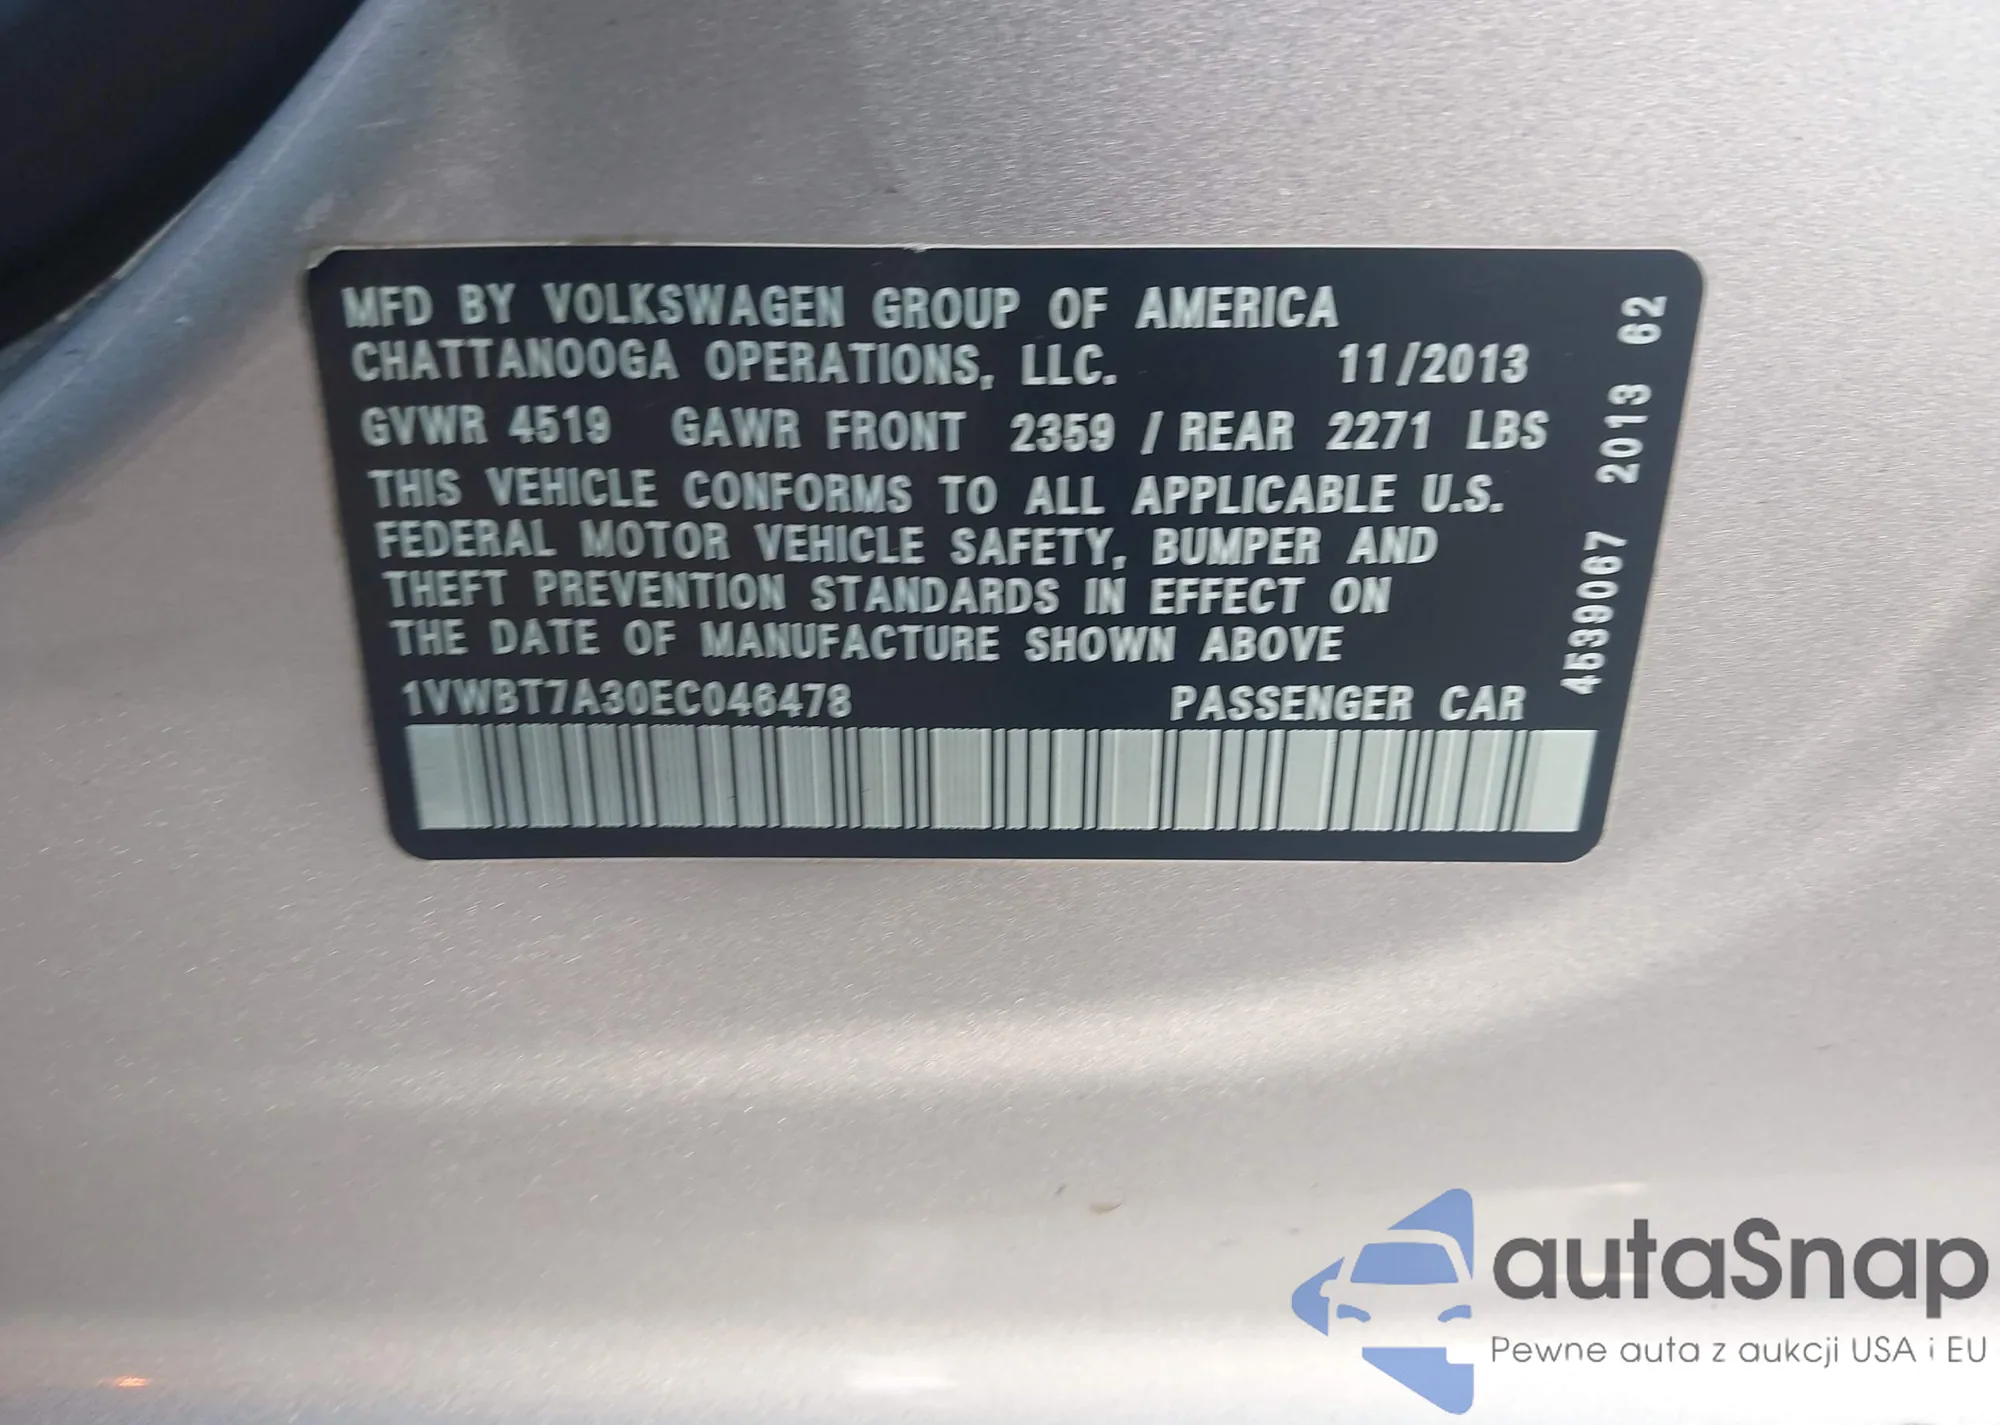 MFD BY VOLKSWAGEN GROUP OF AMERICA
CHATTANOOGA OPERATIONS, LLC. 11/2013
GVWR 4519 GAWR FRONT 2359 / REAR 2271 LBS
THIS VEHICLE CONFORMS TO ALL APPLICABLE U.S.
FEDERAL MOTOR VEHICLE SAFETY, BUMPER AND
THEFT PREVENTION STANDARDS IN EFFECT ON
THE DATE OF MANUFACTURE SHOWN ABOVE
1VWBT7A30EC046478 PASSENGER CAR
4539067 2013 62
autaSnap
Pewne auta z aukcji USA i EU